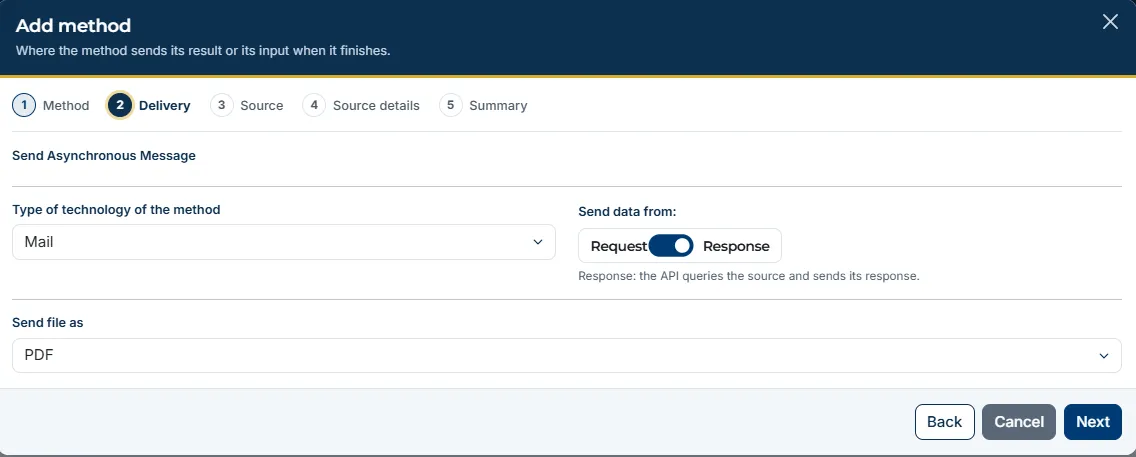 Add method
Where the method sends its result or its input when it finishes.
1 Method 2 Delivery 3 Source 4 Source details 5 Summary
Send Asynchronous Message
Type of technology of the method
Mail
Send data from:
Request Response
Response: the API queries the source and sends its response.
Send file as
PDF
Back Cancel Next